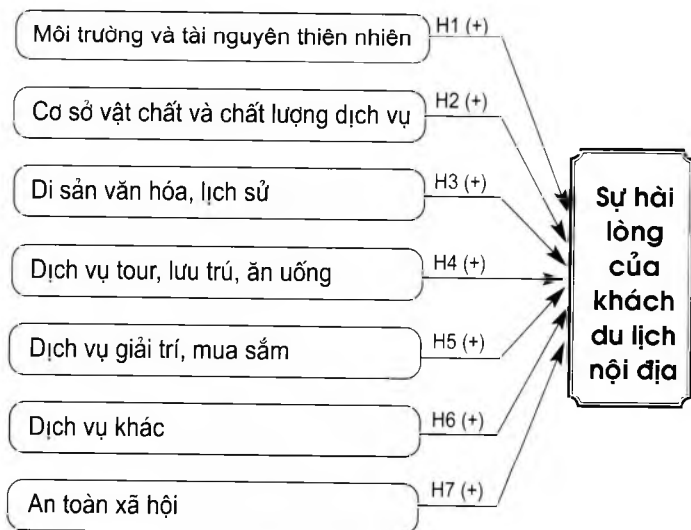 Môi trường và tài nguyên thiên nhiên
H1 (+)
Cơ sở vật chất và chất lượng dịch vụ
H2 (+)
Di sản văn hóa, lịch sử
H3 (+)
Dịch vụ tour, lưu trú, ăn uống
H4 (+)
Dịch vụ giải trí, mua sắm
H5 (+)
Dịch vụ khác
H6 (+)
An toàn xã hội
H7 (+)
Sự hài
lòng
của
khách
du lịch
nội địa